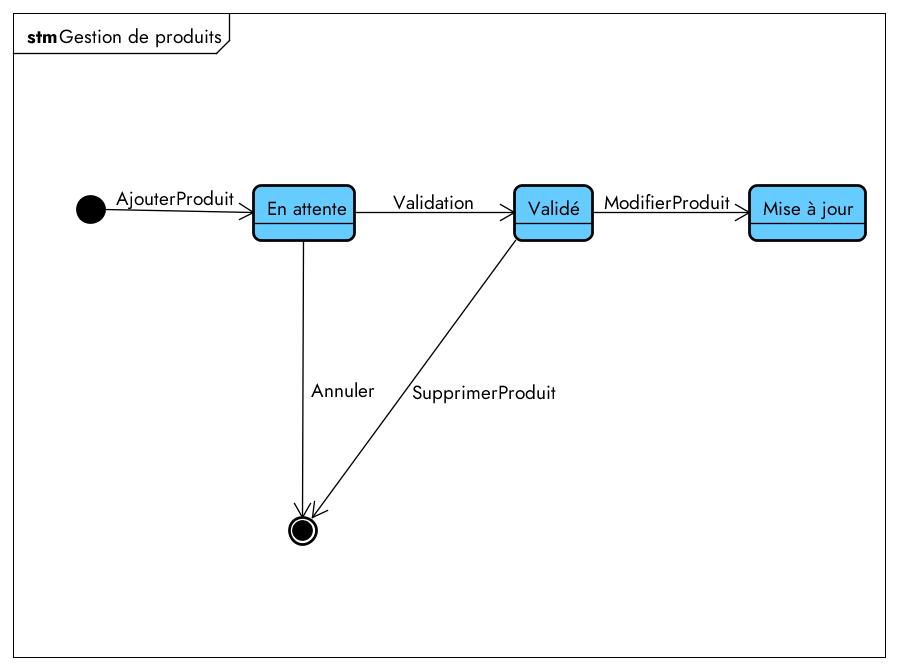 stm Gestion de produits
AjouterProduit
En attente
Validation
Validé
ModifierProduit
Mise à jour
Annuler
SupprimerProduit